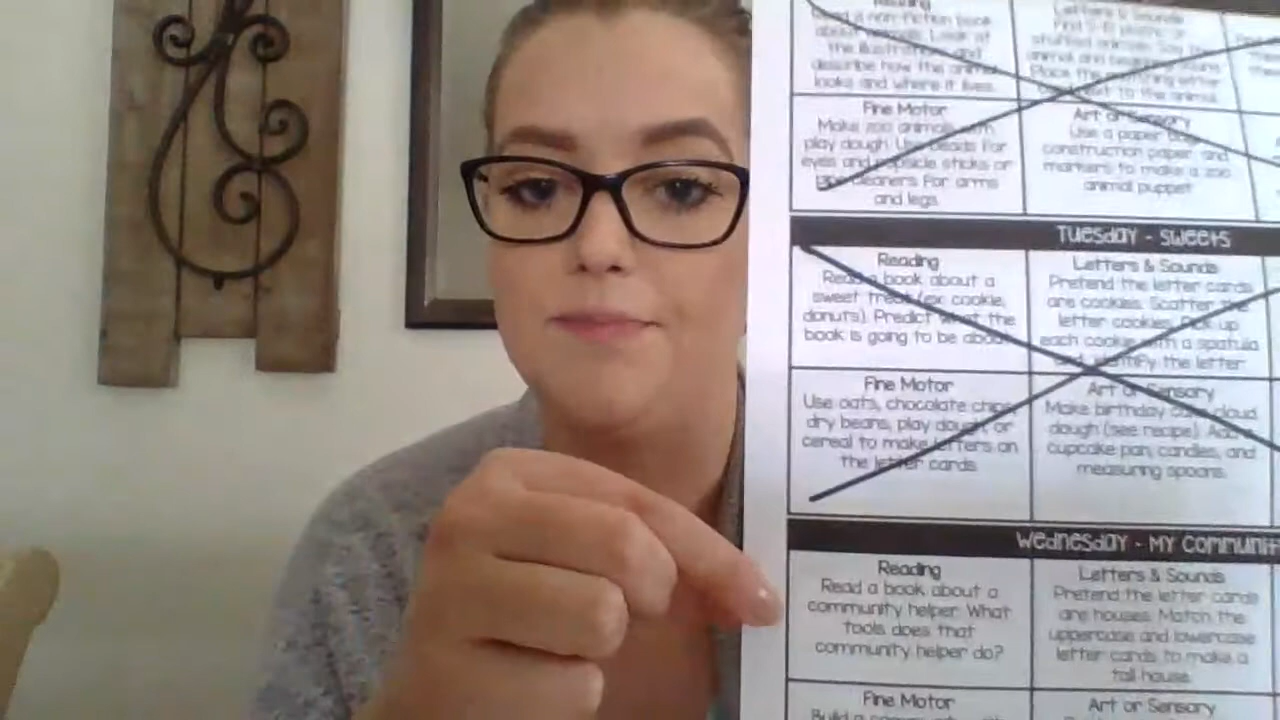 Reading
Read a non-fiction book
about animals. Look at
the illustrations and
describe how the animal
looks and where it lives.
Letters & Sounds
stuffed animals. Say the
animal and beginning
Fine Motor
Make zoo animals with
play dough. Use beads for
eyes and popsicle sticks or
pipe cleaners for arms
and legs.
Art or Sensory
Use a paper bag,
construction paper, and
markers to make a zoo
animal puppet
Tuesday - Sweets
Reading
Read a book about a
sweet treat (ex: cookie,
donuts). Predict what the
book is going to be about.
Letters & Sounds
Pretend the letter cards
are cookies. Scatter the
letter cookies. Pick up
each cookie with a spatula
and identify the letter.
Fine Motor
Use oats, chocolate chips,
dry beans, play dough, or
cereal to make letters on
the letter cards
Art or Sensory
Make birthday cake cloud
dough (see recipe). Add
cupcake pan, candles, and
measuring spoons.
Wednesday - My Communit
Reading
Read a book about a
community helper. What
tools does that
community helper do?
Letters & Sounds
Pretend the letter cards
are houses. Match the
uppercase and lowercase
letter cards to make a
tall house.
Fine Motor
Art or Sensory